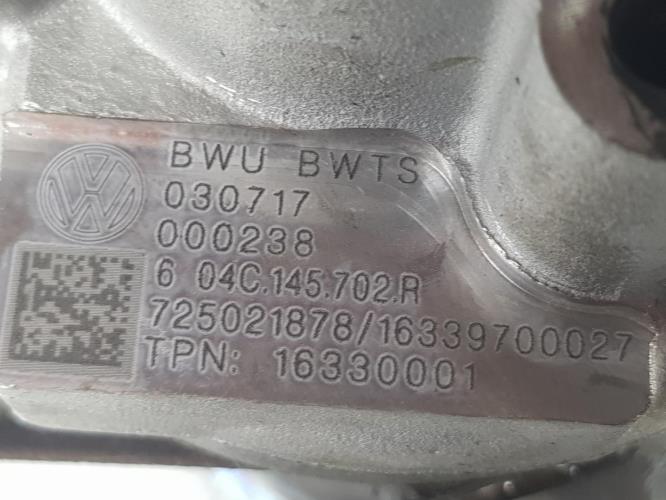 BWU BWTS
030717
000238
6 04C.145.702.R
725021878/16339700027
TPN: 16330001